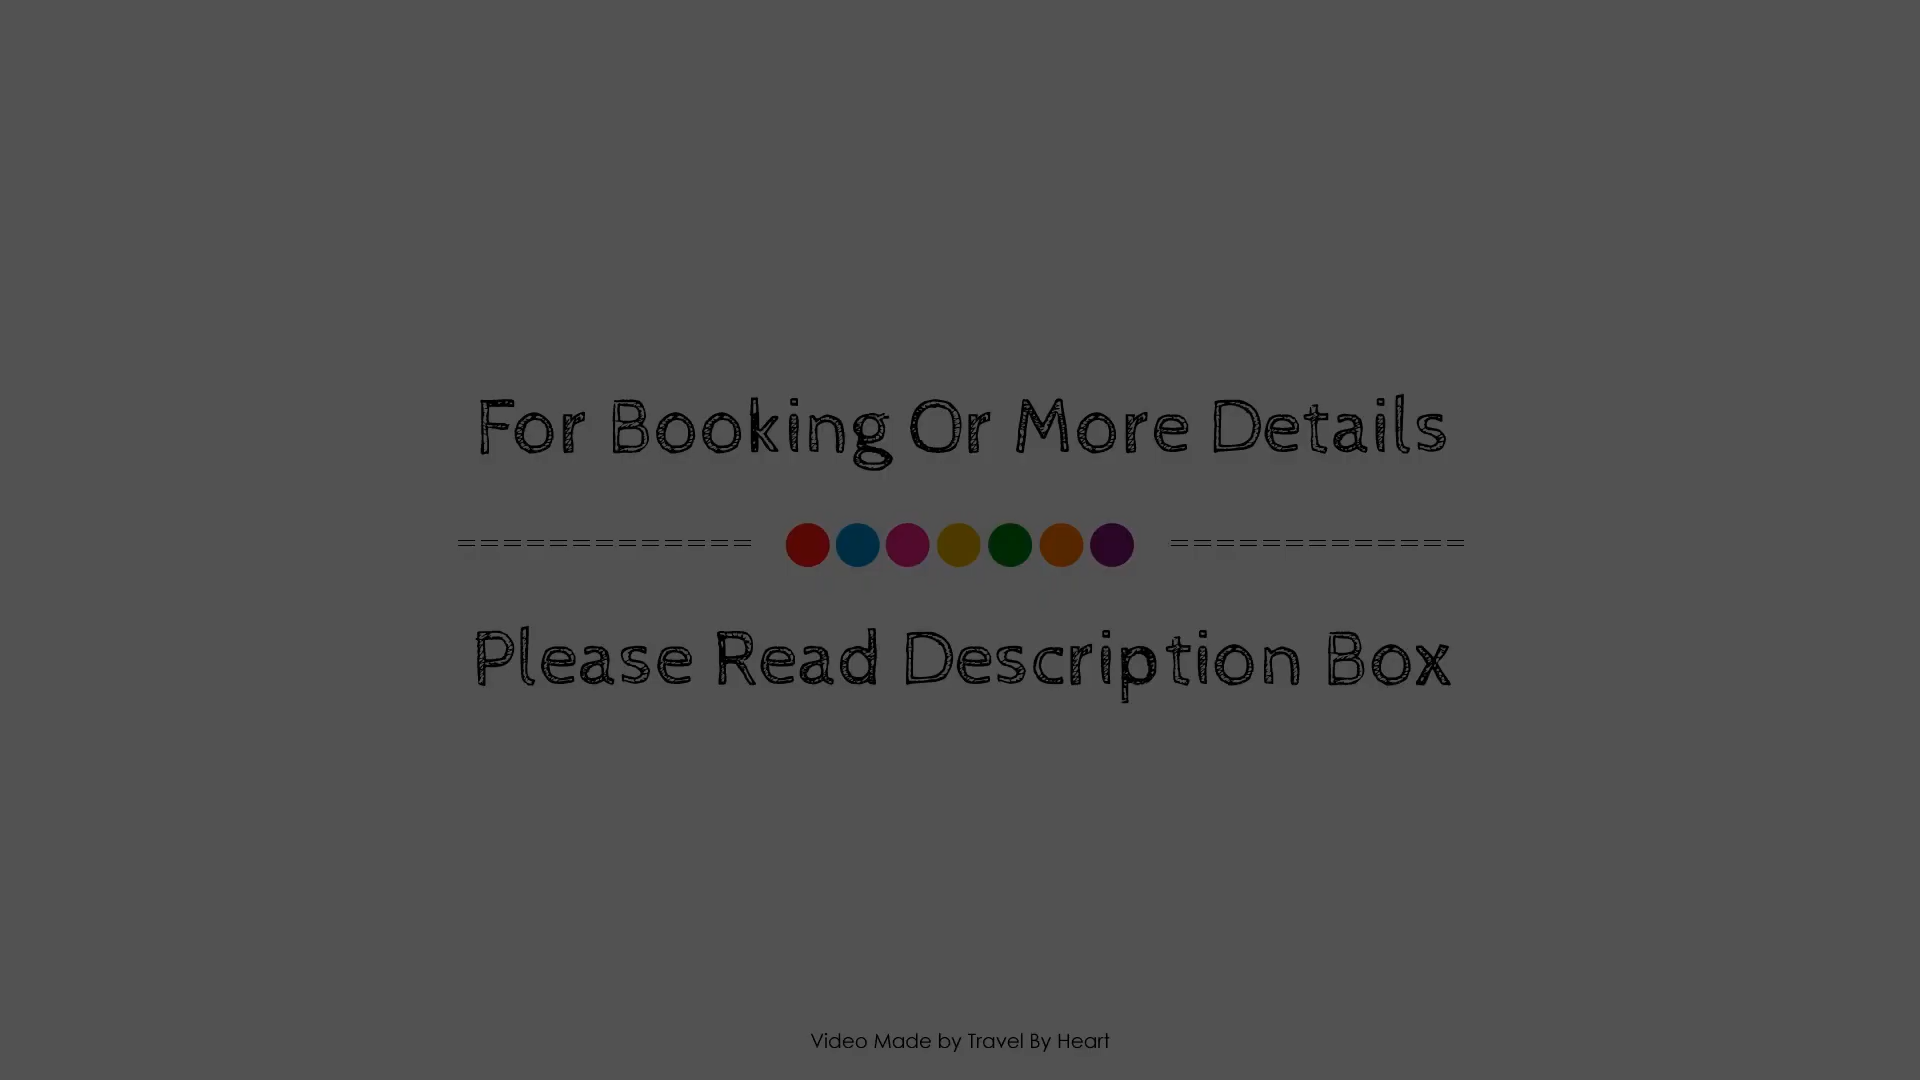 For Booking Or More Details
============= =============
Please Read Description Box
Video Made by Travel By Heart